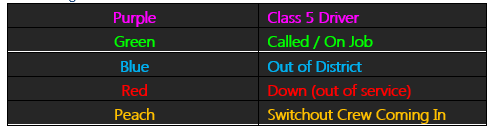 Purple Class 5 Driver
Green Called / On Job
Blue Out of District
Red Down (out of service)
Peach Switchout Crew Coming In